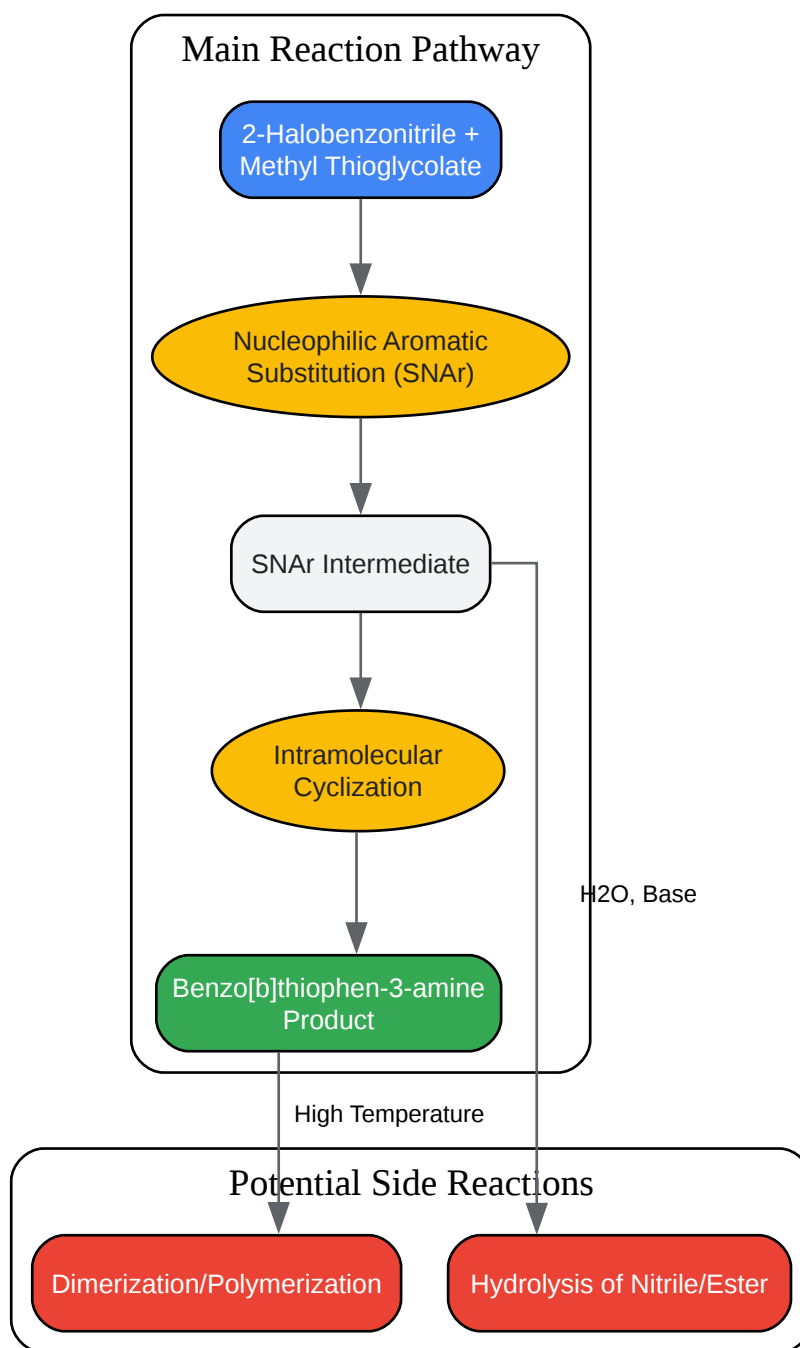 Main Reaction Pathway
2-Halobenzonitrile +
Methyl Thioglycolate
Nucleophilic Aromatic
Substitution (SNAr)
SNAr Intermediate
Intramolecular
Cyclization
H2O, Base
Benzo[b]thiophen-3-amine
Product
High Temperature
Potential Side Reactions
Dimerization/Polymerization
Hydrolysis of Nitrile/Ester